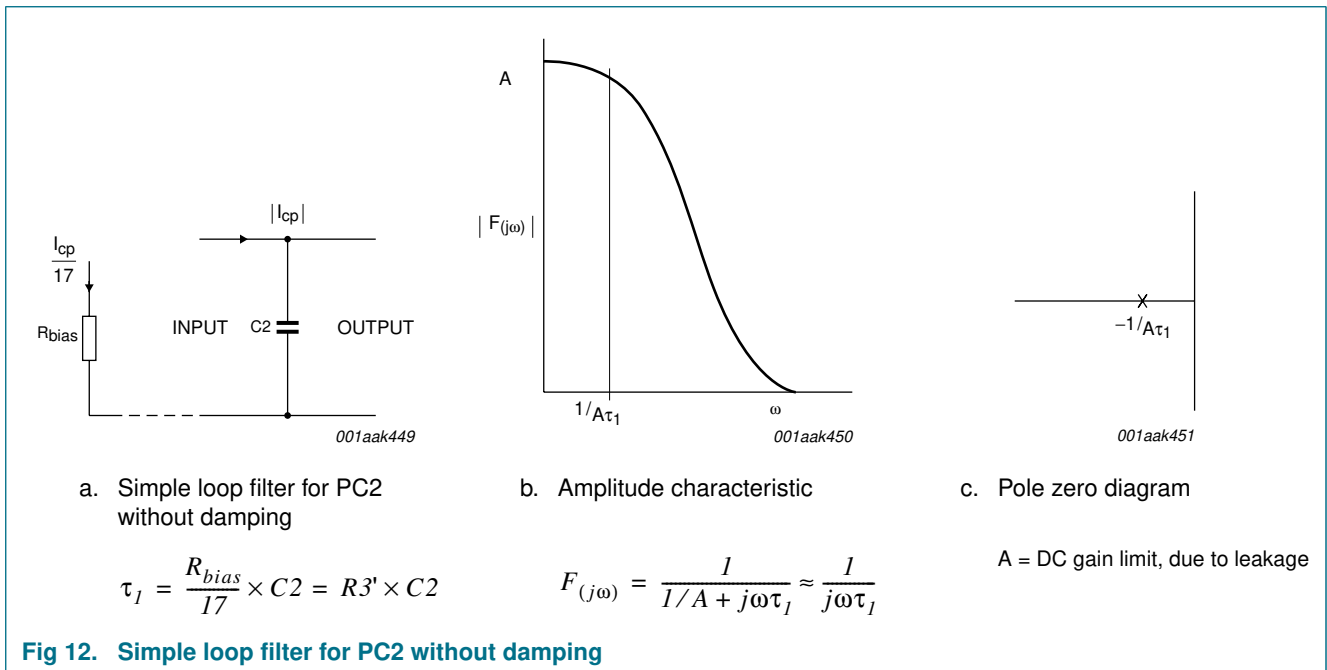 |Icp|
Icp
17
Rbias
INPUT
C2
OUTPUT
001aak449
A
| F(jω) |
1/Aτ1
ω
001aak450
−1/Aτ1
001aak451
a. Simple loop filter for PC2
without damping
τ1 = Rbias/17 × C2 = R3' × C2
b. Amplitude characteristic
F(jω) = 1/(1/A + jωτ1) ≈ 1/jωτ1
c. Pole zero diagram
A = DC gain limit, due to leakage
Fig 12. Simple loop filter for PC2 without damping